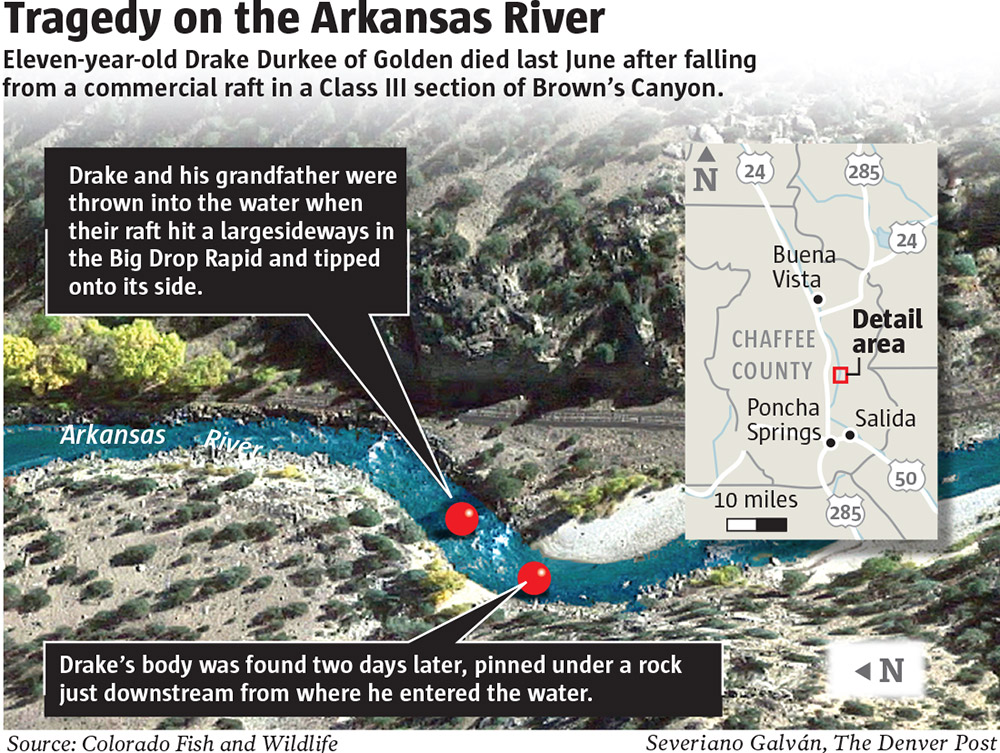 Tragedy on the Arkansas River
Eleven-year-old Drake Durkee of Golden died last June after falling
from a commercial raft in a Class III section of Brown's Canyon.
Drake and his grandfather were
thrown into the water when
their raft hit a largesideways in
the Big Drop Rapid and tipped
onto its side.
N
24
285
24
Buena
Vista
Detail
area
CHAFFEE
COUNTY
Poncha
Springs
Salida
50
10 miles
285
Arkansas River
Drake's body was found two days later, pinned under a rock
just downstream from where he entered the water.
N
Source: Colorado Fish and Wildlife
Severiano Galván, The Denver Post